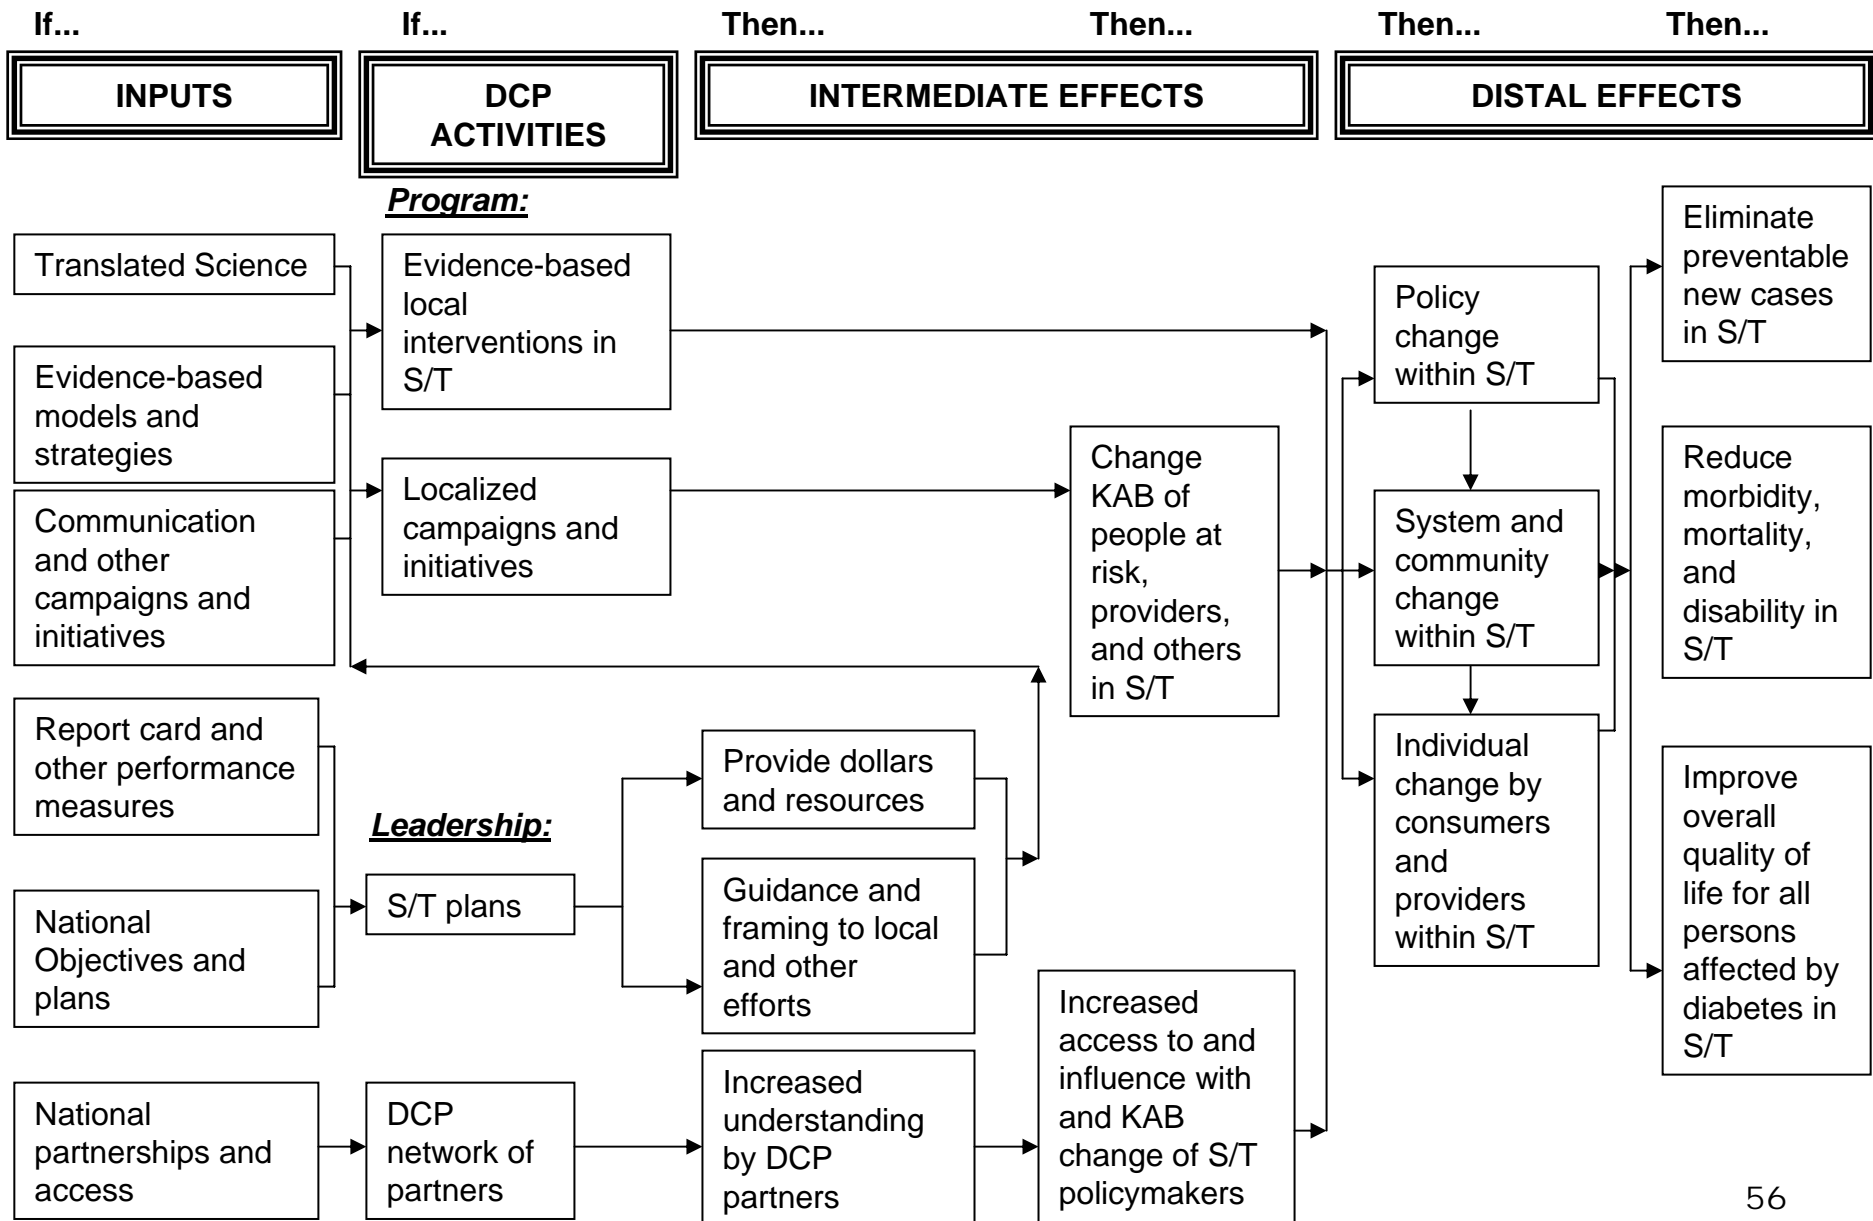 If...
If...
Then...
Then...
Then...
Then...
INPUTS
DCP
ACTIVITIES
INTERMEDIATE EFFECTS
DISTAL EFFECTS
Program:
Translated Science
Evidence-based
models and
strategies
Communication
and other
campaigns and
initiatives
Report card and
other performance
measures
National
Objectives and
plans
National
partnerships and
access
Evidence-based
local
interventions in
S/T
Localized
campaigns and
initiatives
Leadership:
S/T plans
DCP
network of
partners
Provide dollars
and resources
Guidance and
framing to local
and other
efforts
Increased
understanding
by DCP
partners
Change
KAB of
people at
risk,
providers,
and others
in S/T
Increased
access to and
influence with
and KAB
change of S/T
policymakers
Policy
change
within S/T
System and
community
change
within S/T
Individual
change by
consumers
and
providers
within S/T
Eliminate
preventable
new cases
in S/T
Reduce
morbidity,
mortality,
and
disability in
S/T
Improve
overall
quality of
life for all
persons
affected by
diabetes in
S/T
56